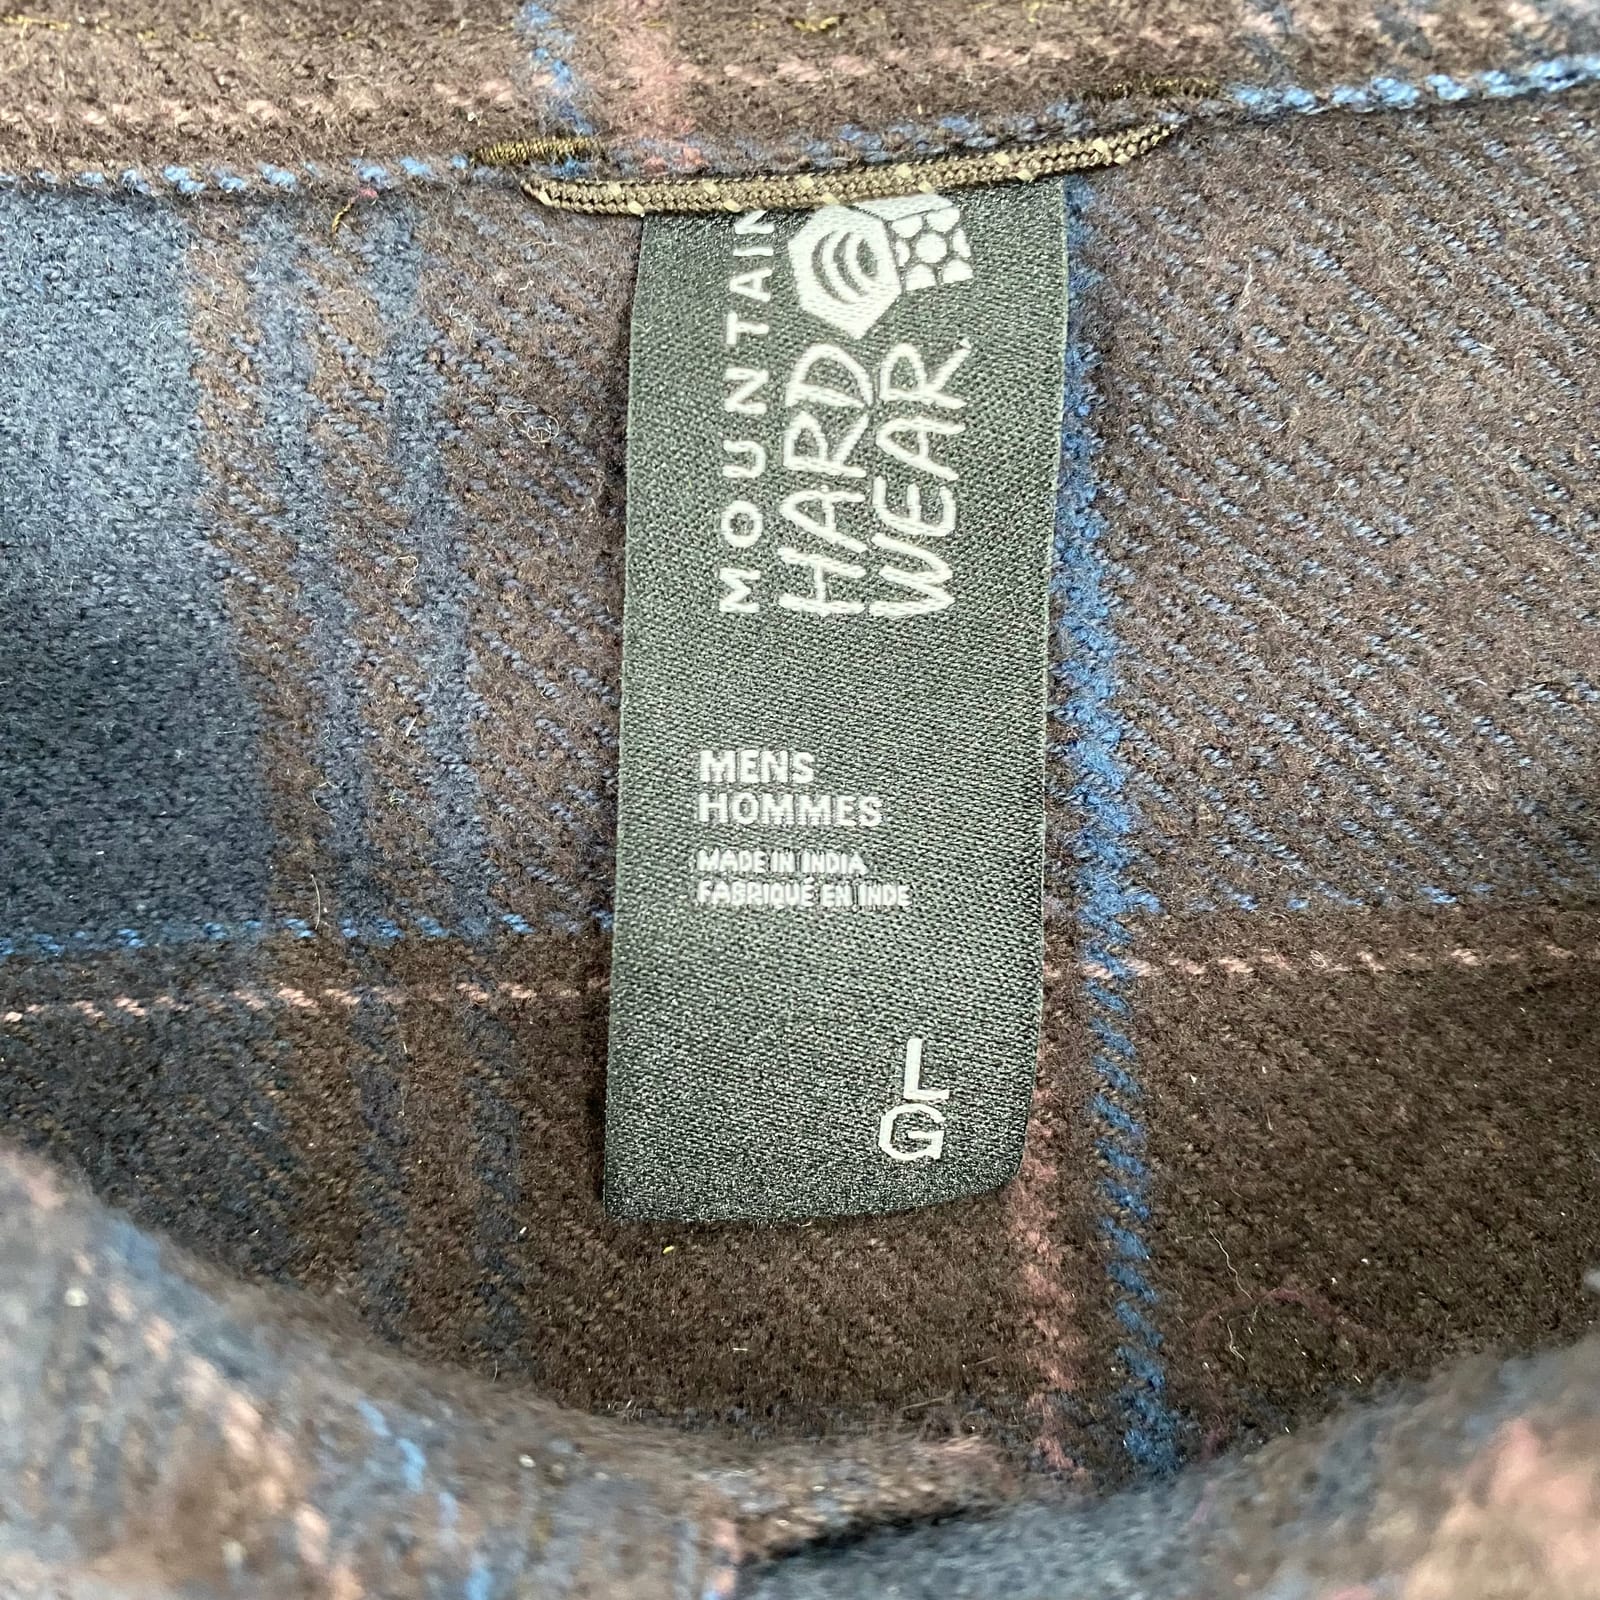 MOUNTAIN
HARD
WEAR
MENS
HOMMES
MADE IN INDIA
FABRIQUÉ EN INDE
L
G